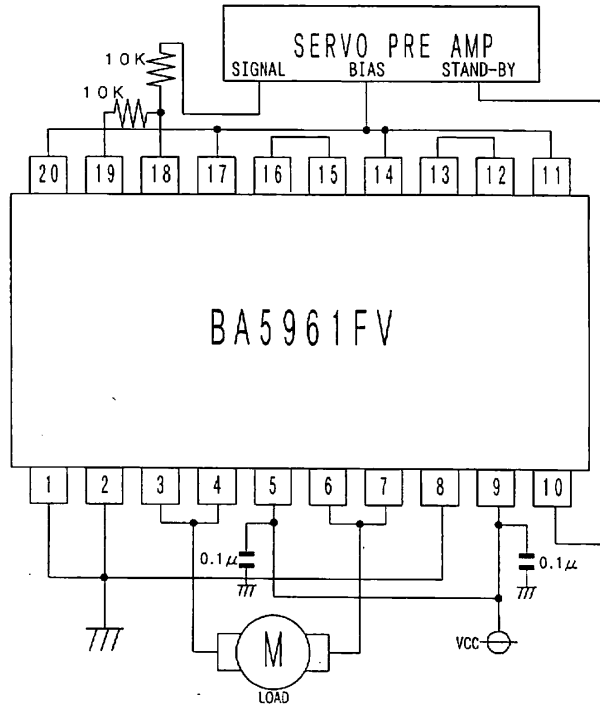 SERVO PRE AMP
SIGNAL BIAS STAND-BY
10K
10K
20 19 18 17 16 15 14 13 12 11
BA5961FV
1 2 3 4 5 6 7 8 9 10
0.1μ 0.1μ
M
VCC
LOAD